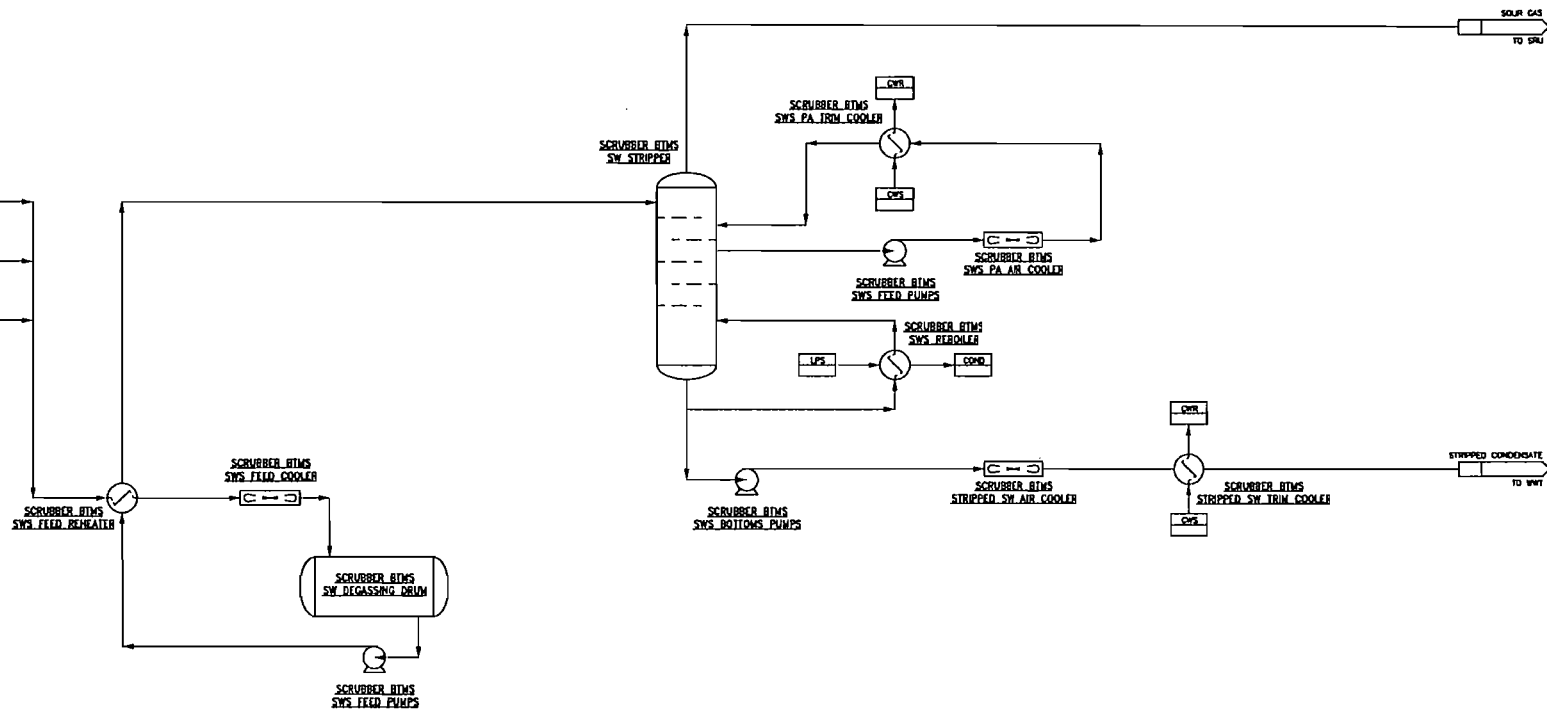 SOUR GAS
TO SRU
CWR
SCRUBBER BTMS
SWS PA TRIM COOLER
SCRUBBER BTMS
SW STRIPPER
CWS
SCRUBBER BTMS
SWS PA AIR COOLER
SCRUBBER BTMS
SWS FEED PUMPS
SCRUBBER BTMS
SWS REBOILER
LPS
COND
CWR
STRIPPED CONDENSATE
TO WWT
SCRUBBER BTMS
SWS FEED COOLER
SCRUBBER BTMS
STRIPPED SW AIR COOLER
SCRUBBER BTMS
STRIPPED SW TRIM COOLER
SCRUBBER BTMS
SWS FEED REHEATER
SCRUBBER BTMS
SWS BOTTOMS PUMPS
CWS
SCRUBBER BTMS
SW DEGASSING DRUM
SCRUBBER BTMS
SWS FEED PUMPS